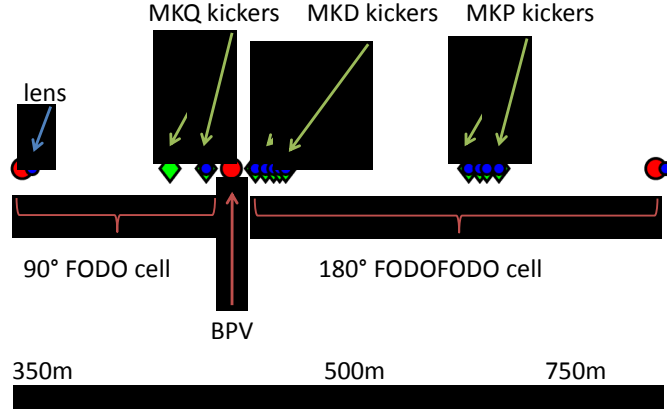 MKQ kickers MKD kickers MKP kickers
lens
90° FODO cell 180° FODOFODO cell
BPV
350m 500m 750m